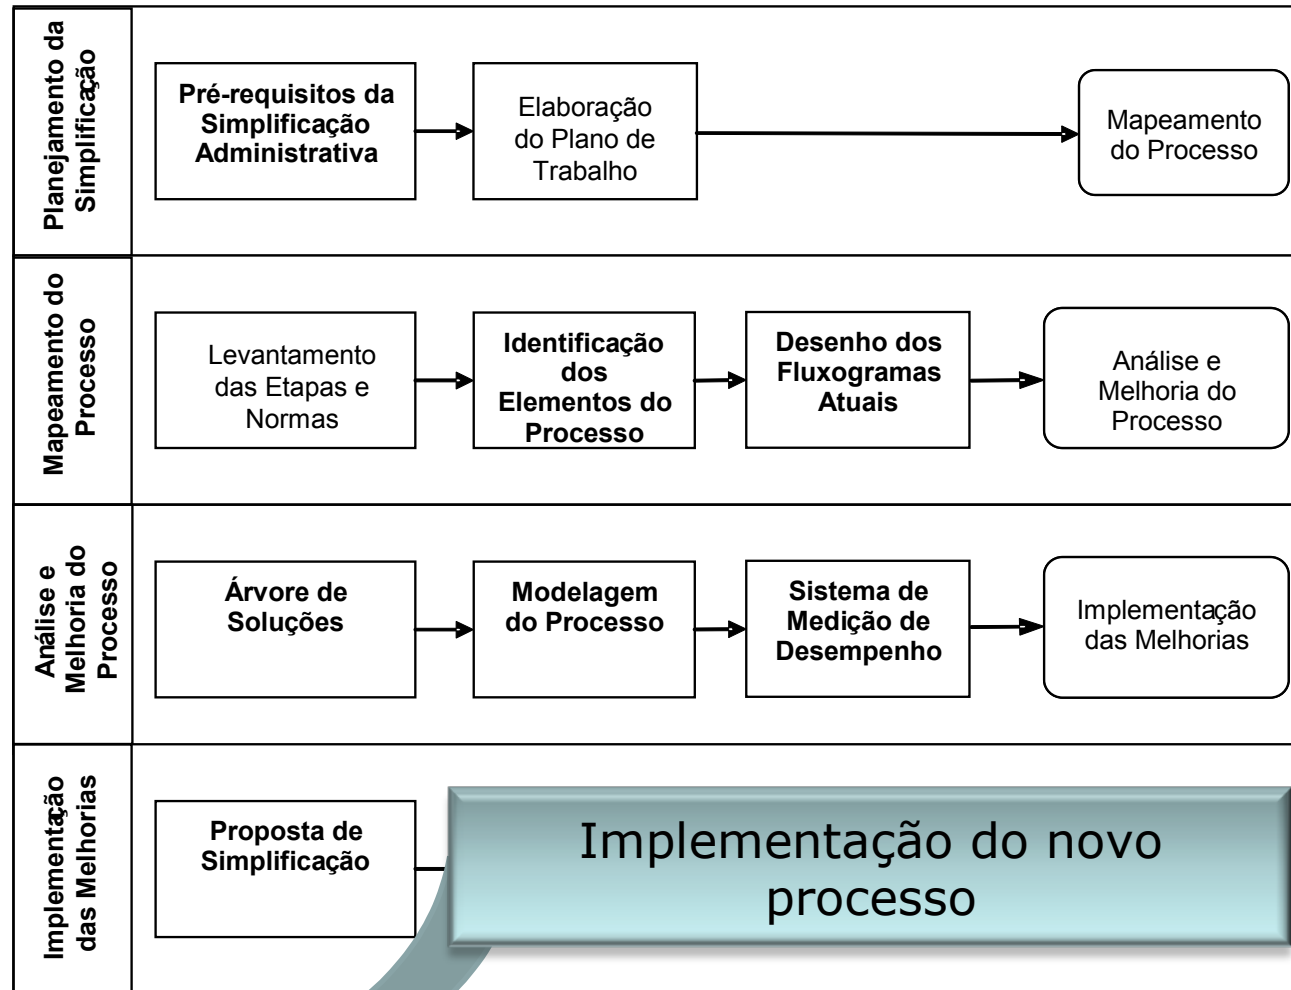 Planejamento da
Simplificação
Pré-requisitos da
Simplificação
Administrativa
Elaboração
do Plano de
Trabalho
Mapeamento
do Processo
Mapeamento do
Processo
Levantamento
das Etapas e
Normas
Identificação
dos
Elementos do
Processo
Desenho dos
Fluxogramas
Atuais
Análise e
Melhoria do
Processo
Análise e
Melhoria do
Processo
Árvore de
Soluções
Modelagem
do Processo
Sistema de
Medição de
Desempenho
Implementação
das Melhorias
Implementação
das Melhorias
Proposta de
Simplificação
Implementação do novo
processo